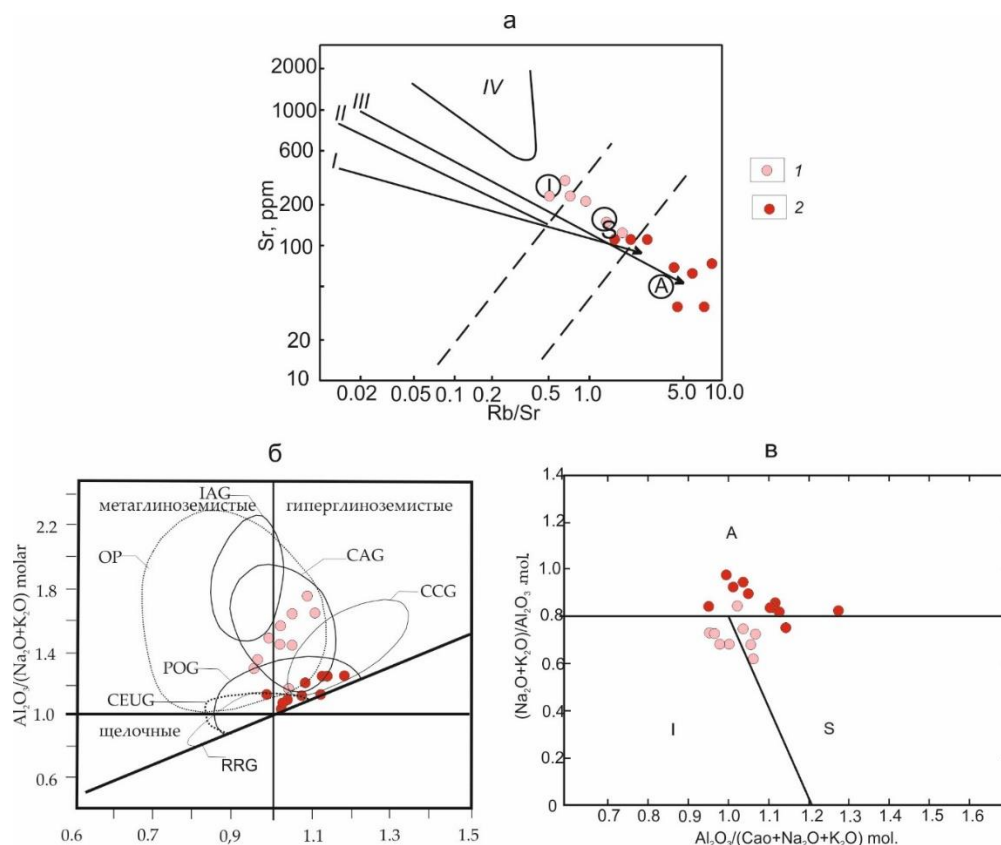 а
2000
1000
600
200
100
20
10
Sr, ppm
IV
III
II
I
I
S
A
0.02 0.05 0.1 0.2 0.5 1.0 5.0 10.0
Rb/Sr
1
2
б
IAG
метаглиноземистые гиперглиноземистые
OP
CAG
CCG
POG
CEUG
щелочные
RRG
2.2
1.8
1.4
1.0
0.6
Al₂O₃/(Na₂O+K₂O) molar
0.6 0.7 0,9 1.1 1.3 1.5
в
1.4
1.2
1.0
0.8
0.6
0.4
0.2
0
(Na₂O+K₂O)/Al₂O₃ .мол.
A
I
S
0.6 0.7 0.8 0.9 1.0 1.1 1.2 1.3 1.4 1.5 1.6
Al₂O₃/(Cao+Na₂O+K₂O) mol.